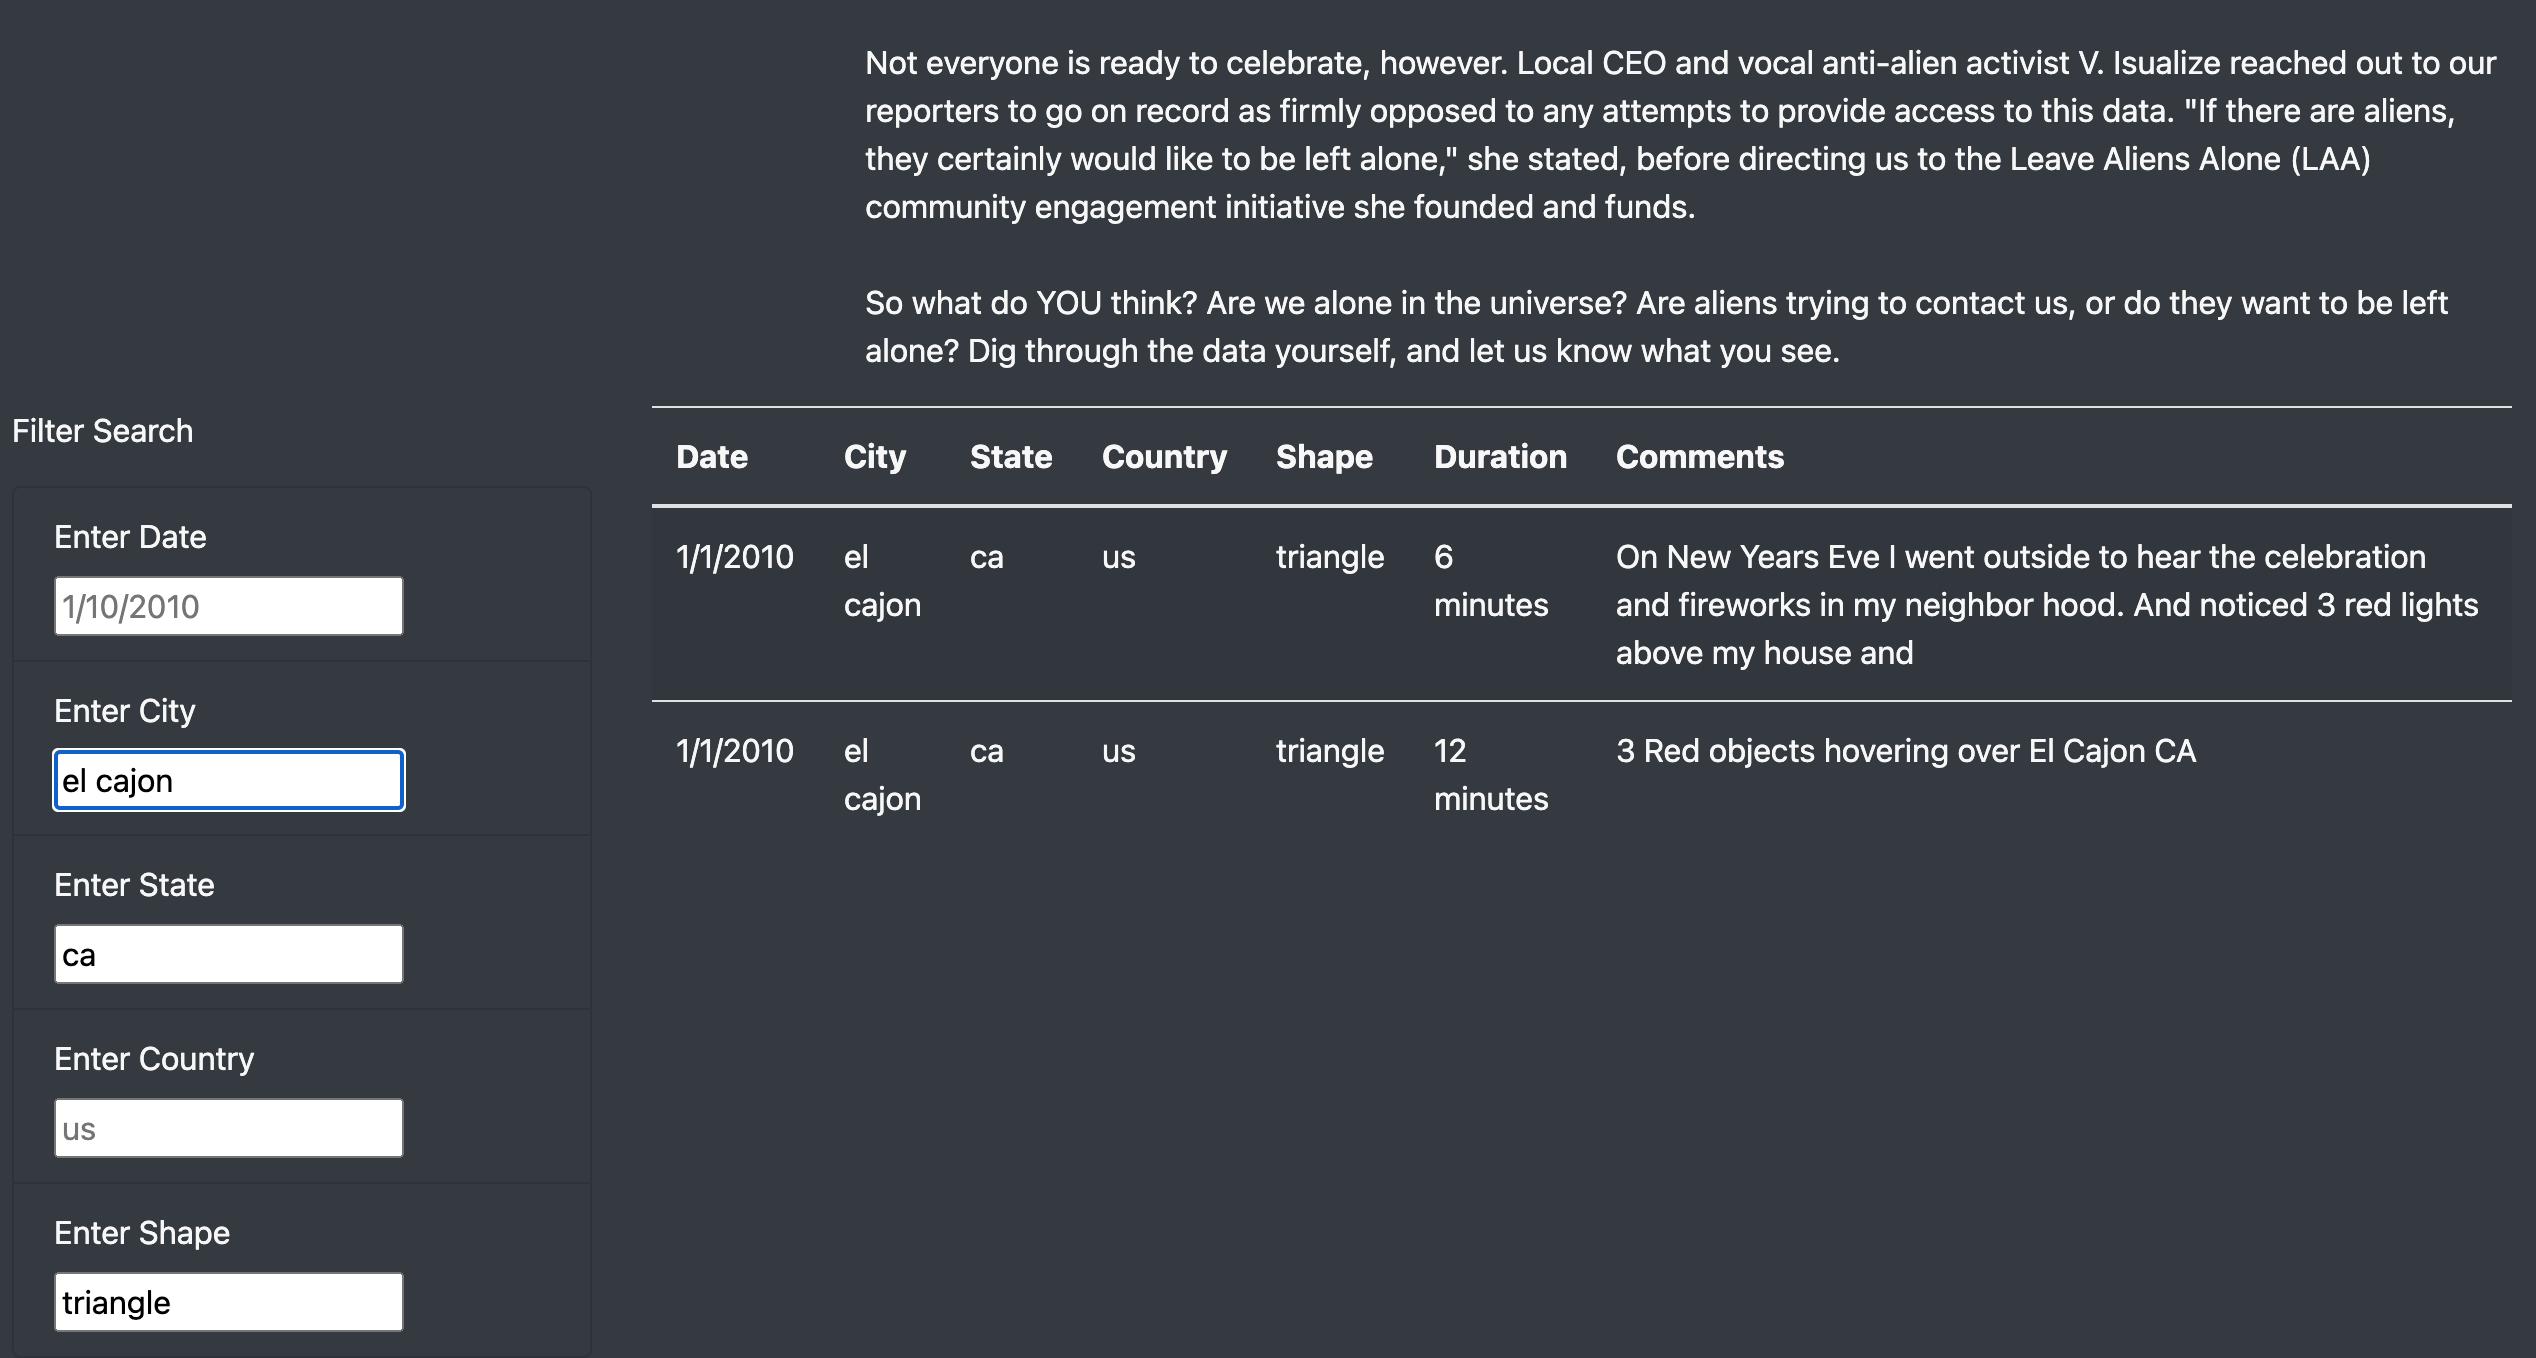 Not everyone is ready to celebrate, however. Local CEO and vocal anti-alien activist V. Isualize reached out to our
reporters to go on record as firmly opposed to any attempts to provide access to this data. "If there are aliens,
they certainly would like to be left alone," she stated, before directing us to the Leave Aliens Alone (LAA)
community engagement initiative she founded and funds.
So what do YOU think? Are we alone in the universe? Are aliens trying to contact us, or do they want to be left
alone? Dig through the data yourself, and let us know what you see.
Filter Search
Enter Date
1/10/2010
Enter City
el cajon
Enter State
ca
Enter Country
us
Enter Shape
triangle
Date City State Country Shape Duration Comments
1/1/2010 el ca us triangle 6 On New Years Eve I went outside to hear the celebration
cajon minutes and fireworks in my neighbor hood. And noticed 3 red lights
above my house and
1/1/2010 el ca us triangle 12 3 Red objects hovering over El Cajon CA
cajon minutes